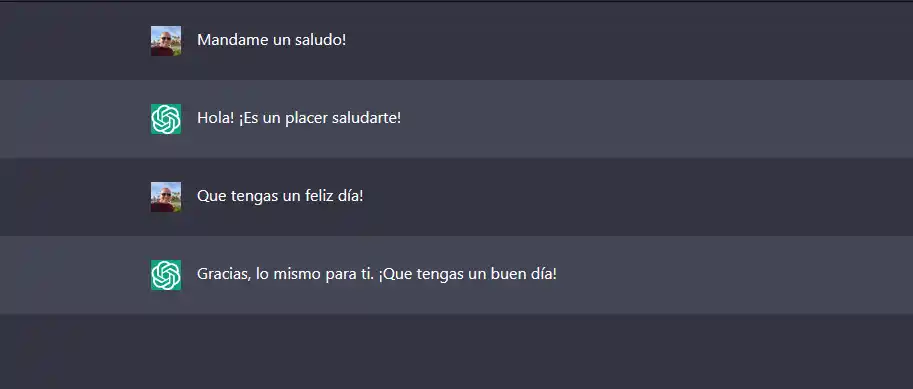 Mandame un saludo!
Hola! ¡Es un placer saludarte!
Que tengas un feliz día!
Gracias, lo mismo para ti. ¡Que tengas un buen día!